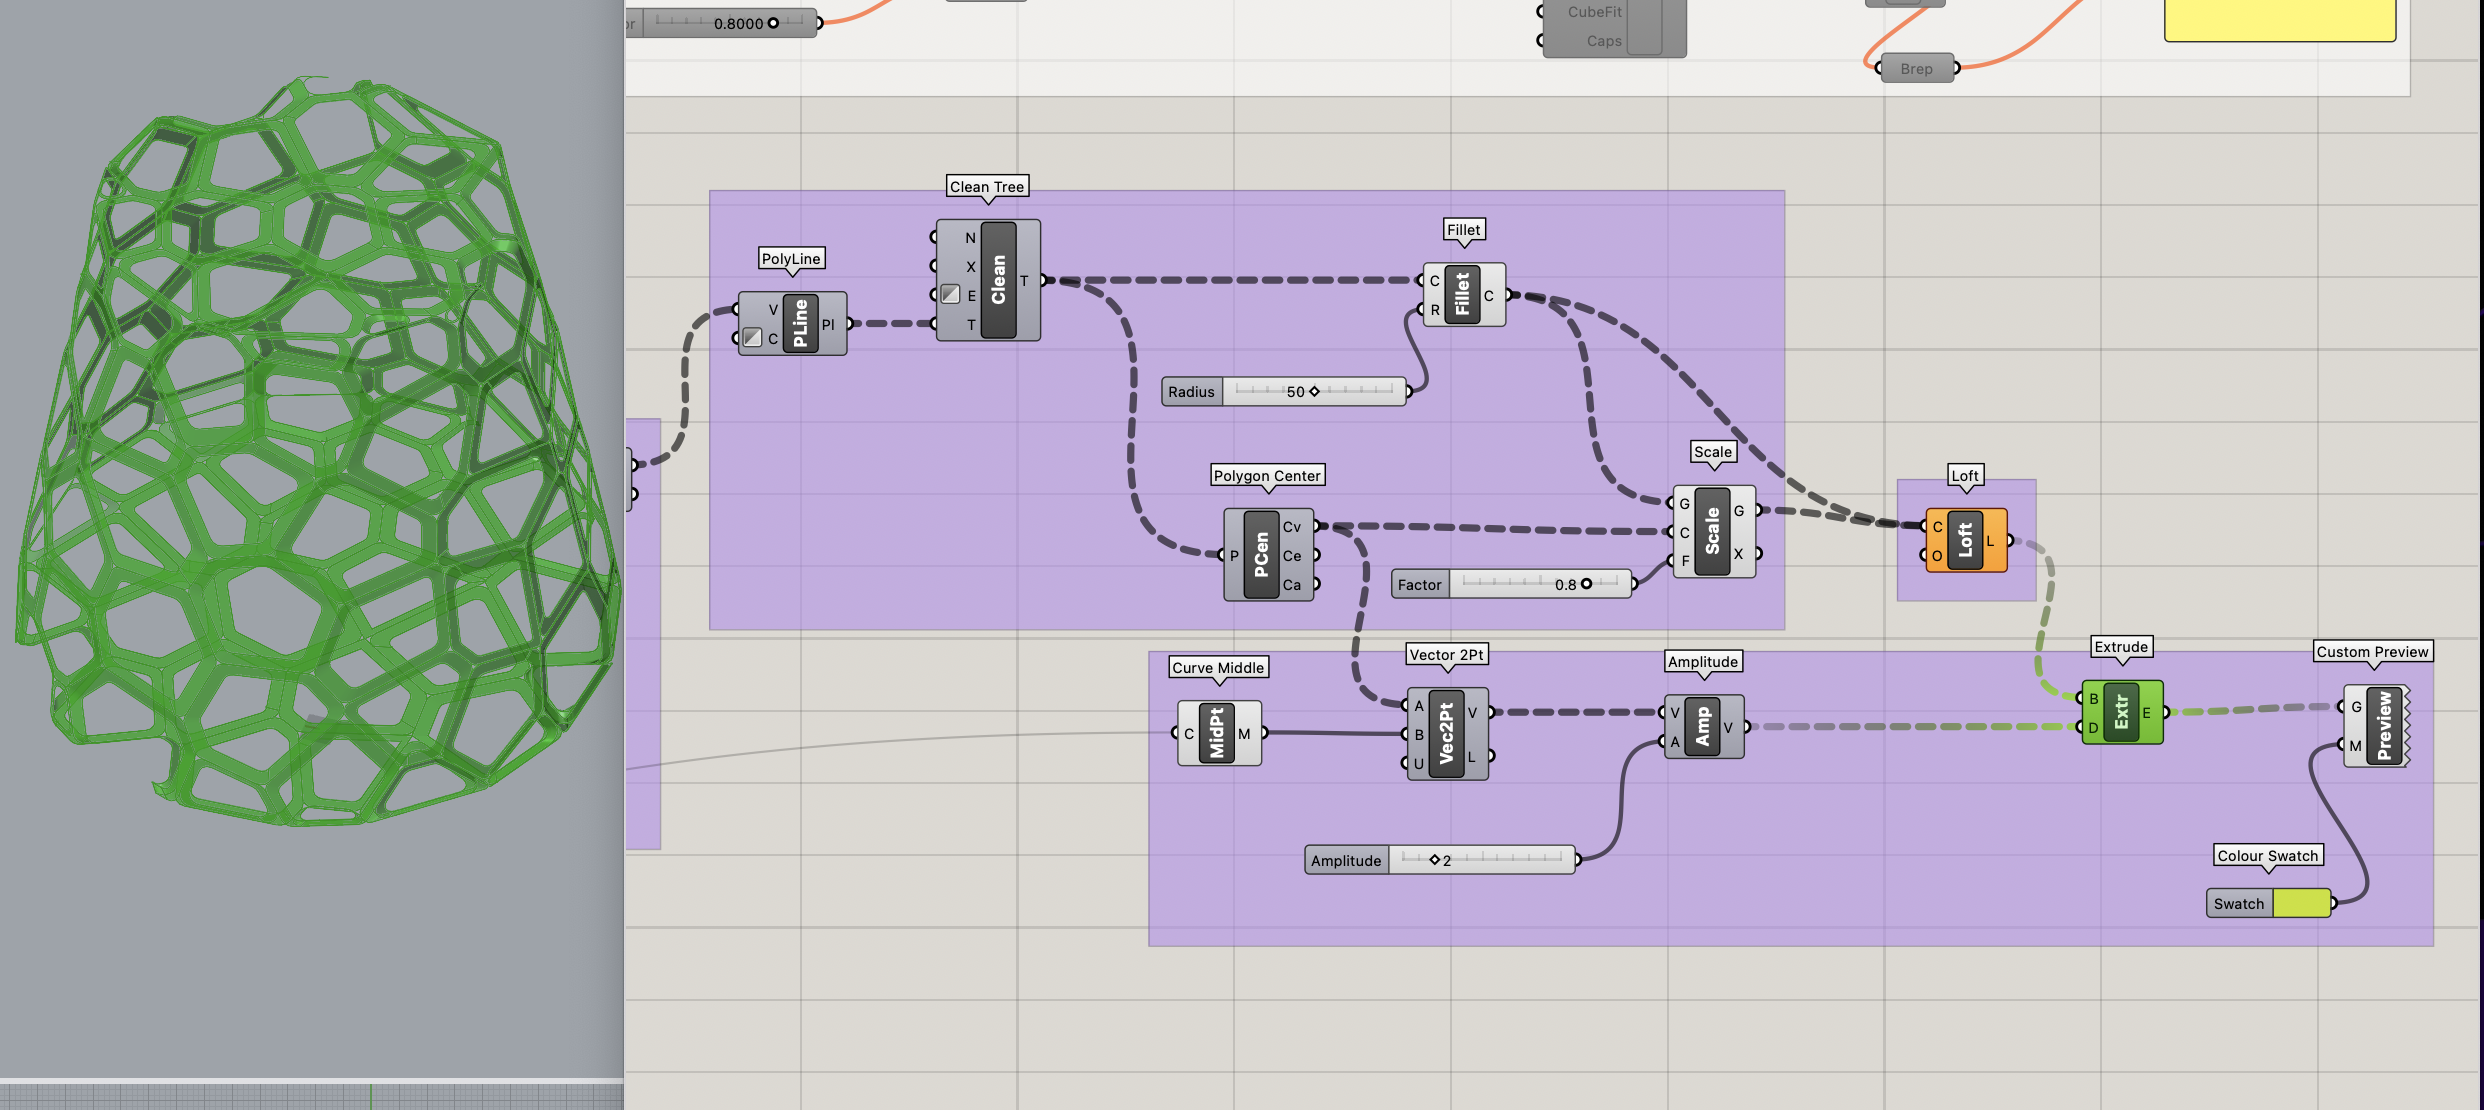 0.8000
CubeFit
Caps
Brep
Clean Tree
PolyLine
V
C
PLine
Pl
N
X
E
T
Clean
T
Fillet
C
R
Fillet
C
Radius
50
Polygon Center
P
PCen
Cv
Ce
Ca
Scale
G
C
F
Scale
G
X
Factor
0.8
Loft
C
O
Loft
L
Curve Middle
C
MidPt
M
Vector 2Pt
A
B
U
Vec2Pt
V
L
Amplitude
V
A
Amp
V
Amplitude
2
Extrude
B
D
Extr
E
Custom Preview
G
M
Preview
Colour Swatch
Swatch